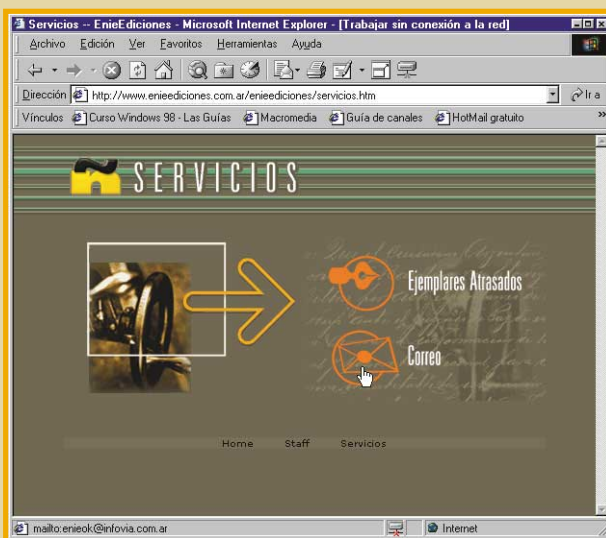 Servicios -- EnieEdiciones - Microsoft Internet Explorer - [Trabajar sin conexión a la red]
Archivo Edición Ver Favoritos Herramientas Ayuda
Dirección http://www.enieediciones.com.ar/enieediciones/servicios.htm Ir a
Vínculos Curso Windows 98 - Las Guías Macromedia Guía de canales HotMail gratuito »
ñ SERVICIOS
Ejemplares Atrasados
Correo
Home Staff Servicios
mailto:enieok@infovia.com.ar Internet